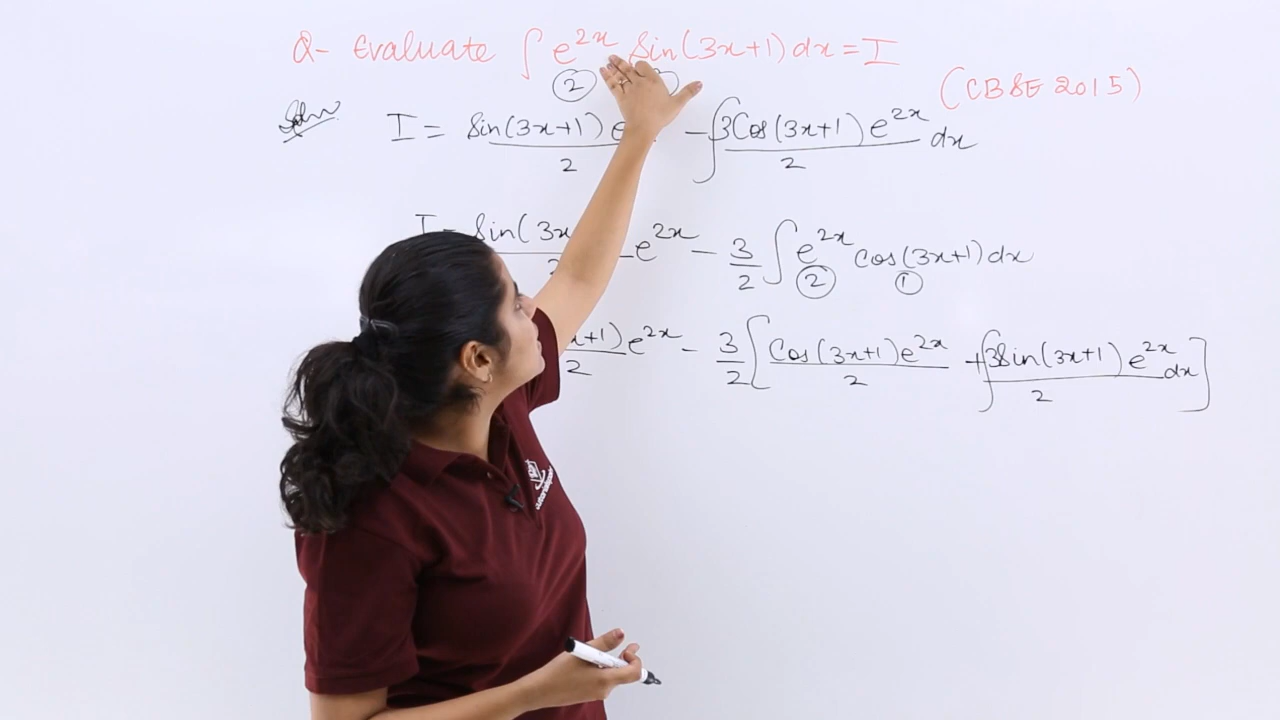 Q- Evaluate ∫ e^{2x} Sin(3x+1) dx = I
② 
(CBSE 2015)
Soln
I = Sin(3x+1) e / 2 - ∫ 3Cos(3x+1) e^{2x} / 2 dx
I = Sin(3x / 2 e^{2x} - 3/2 ∫ e^{2x} Cos(3x+1) dx
② ①
x+1) / 2 e^{2x} - 3/2 [ Cos(3x+1) e^{2x} / 2 + ∫ 3Sin(3x+1) e^{2x} / 2 dx ]